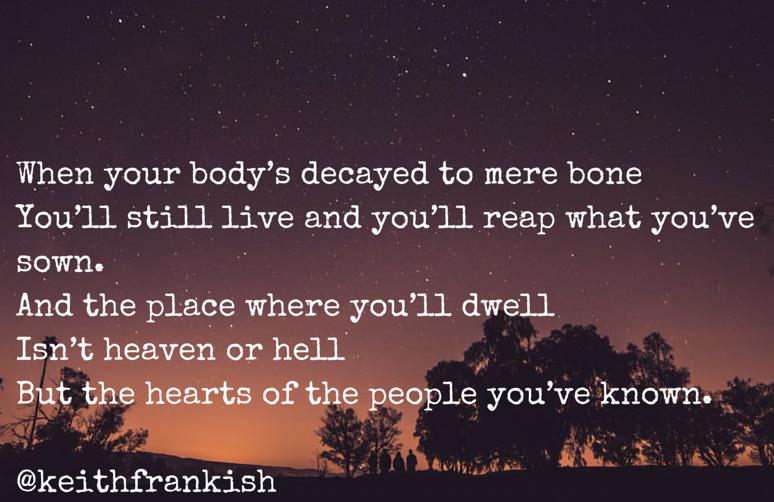 When your body’s decayed to mere bone
You’ll still live and you’ll reap what you’ve
sown.
And the place where you’ll dwell
Isn’t heaven or hell
But the hearts of the people you’ve known.
@keithfrankish